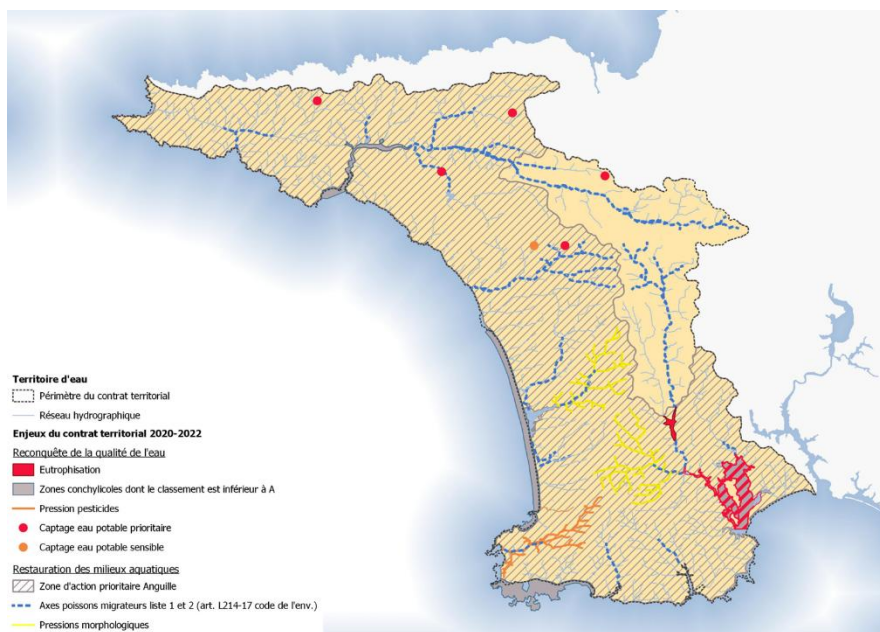 Territoire d'eau
Périmètre du contrat territorial
Réseau hydrographique
Enjeux du contrat territorial 2020-2022
Reconquête de la qualité de l'eau
Eutrophisation
Zones conchylicoles dont le classement est inférieur à A
Pression pesticides
Captage eau potable prioritaire
Captage eau potable sensible
Restauration des milieux aquatiques
Zone d'action prioritaire Anguille
Axes poissons migrateurs liste 1 et 2 (art. L214-17 code de l'env.)
Pressions morphologiques